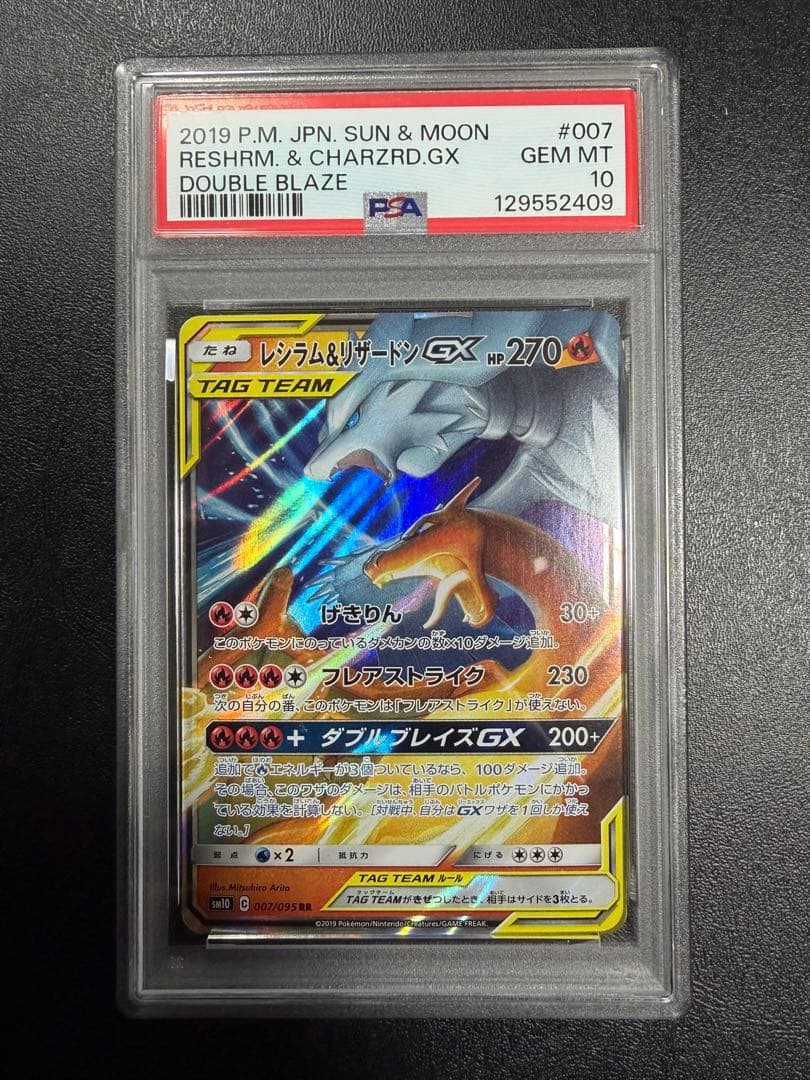 2019 P.M. JPN. SUN & MOON #007
RESHRM. & CHARZRD.GX GEM MT
DOUBLE BLAZE 10
PSA 129552409
たね レシラム&リザードンGX HP270
TAG TEAM
げきりん 30+
このポケモンにのっているダメカンの数×10ダメージ追加。
フレアストライク 230
次の自分の番、このポケモンは「フレアストライク」が使えない。
+ ダブルブレイズGX 200+
追加で エネルギーが3個ついているなら、100ダメージ追加。
その場合、このワザのダメージは、相手のバトルポケモンにかかっ
ている効果を計算しない。[対戦中、自分はGXワザを1回しか使え
ない。]
弱点 ×2 抵抗力 にげる
TAG TEAM ルール
TAG TEAMがきぜつしたとき、相手はサイドを3枚とる。
Illus.Mitsuhiro Arita
sm10 C 007/095 RR
©2019 Pokémon/Nintendo/Creatures/GAME FREAK.